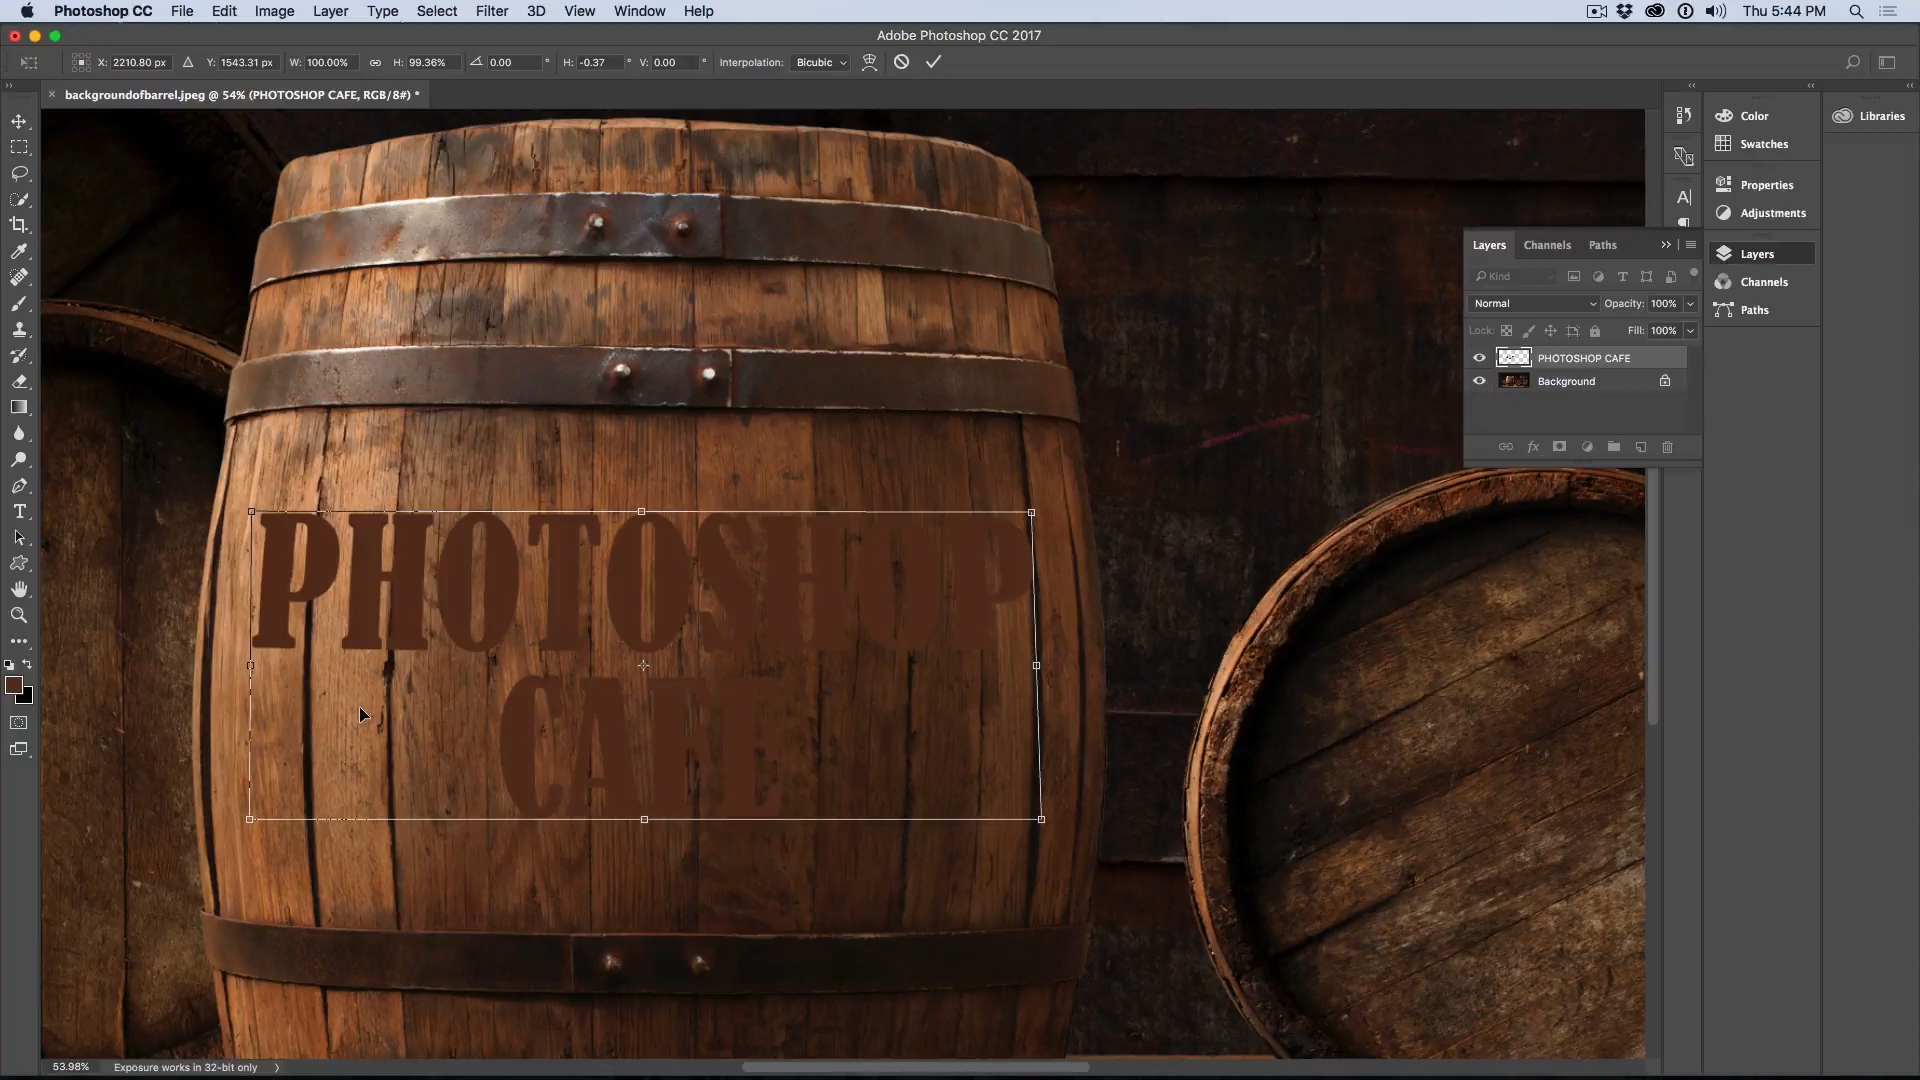 Photoshop CC File Edit Image Layer Type Select Filter 3D View Window Help Thu 5:44 PM
Adobe Photoshop CC 2017
X: 2210.80 px Y: 1543.31 px W: 100.00% H: 99.36% 0.00 ° H: -0.37 ° V: 0.00 ° Interpolation: Bicubic
× backgroundofbarrel.jpeg @ 54% (PHOTOSHOP CAFE, RGB/8#) *
Color
Swatches
Properties
Adjustments
Layers
Channels
Paths
Libraries
Layers Channels Paths
Kind
Normal Opacity: 100%
Lock: Fill: 100%
PHOTOSHOP CAFE
Background
PHOTOSHOP
CAFE
53.98% Exposure works in 32-bit only